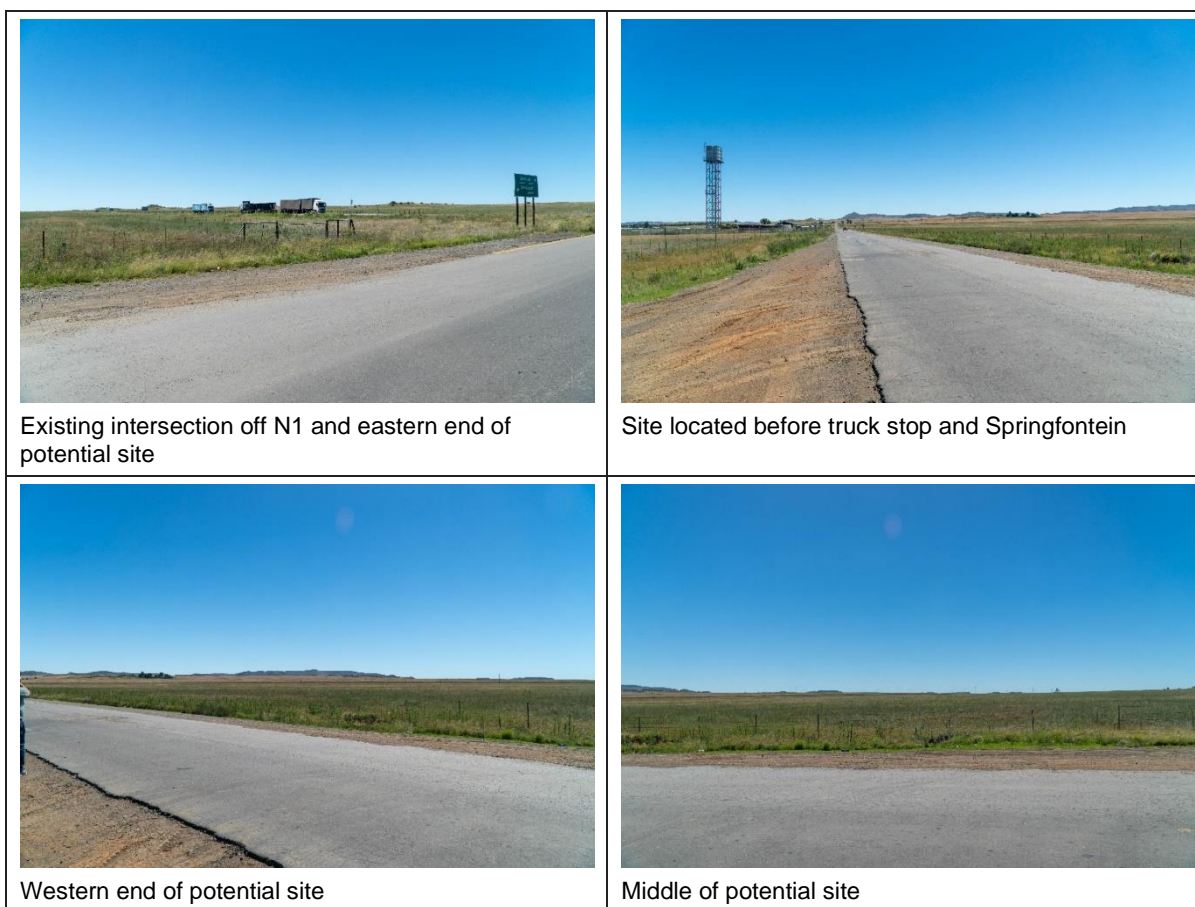 Existing intersection off N1 and eastern end of
potential site
Site located before truck stop and Springfontein
Western end of potential site
Middle of potential site